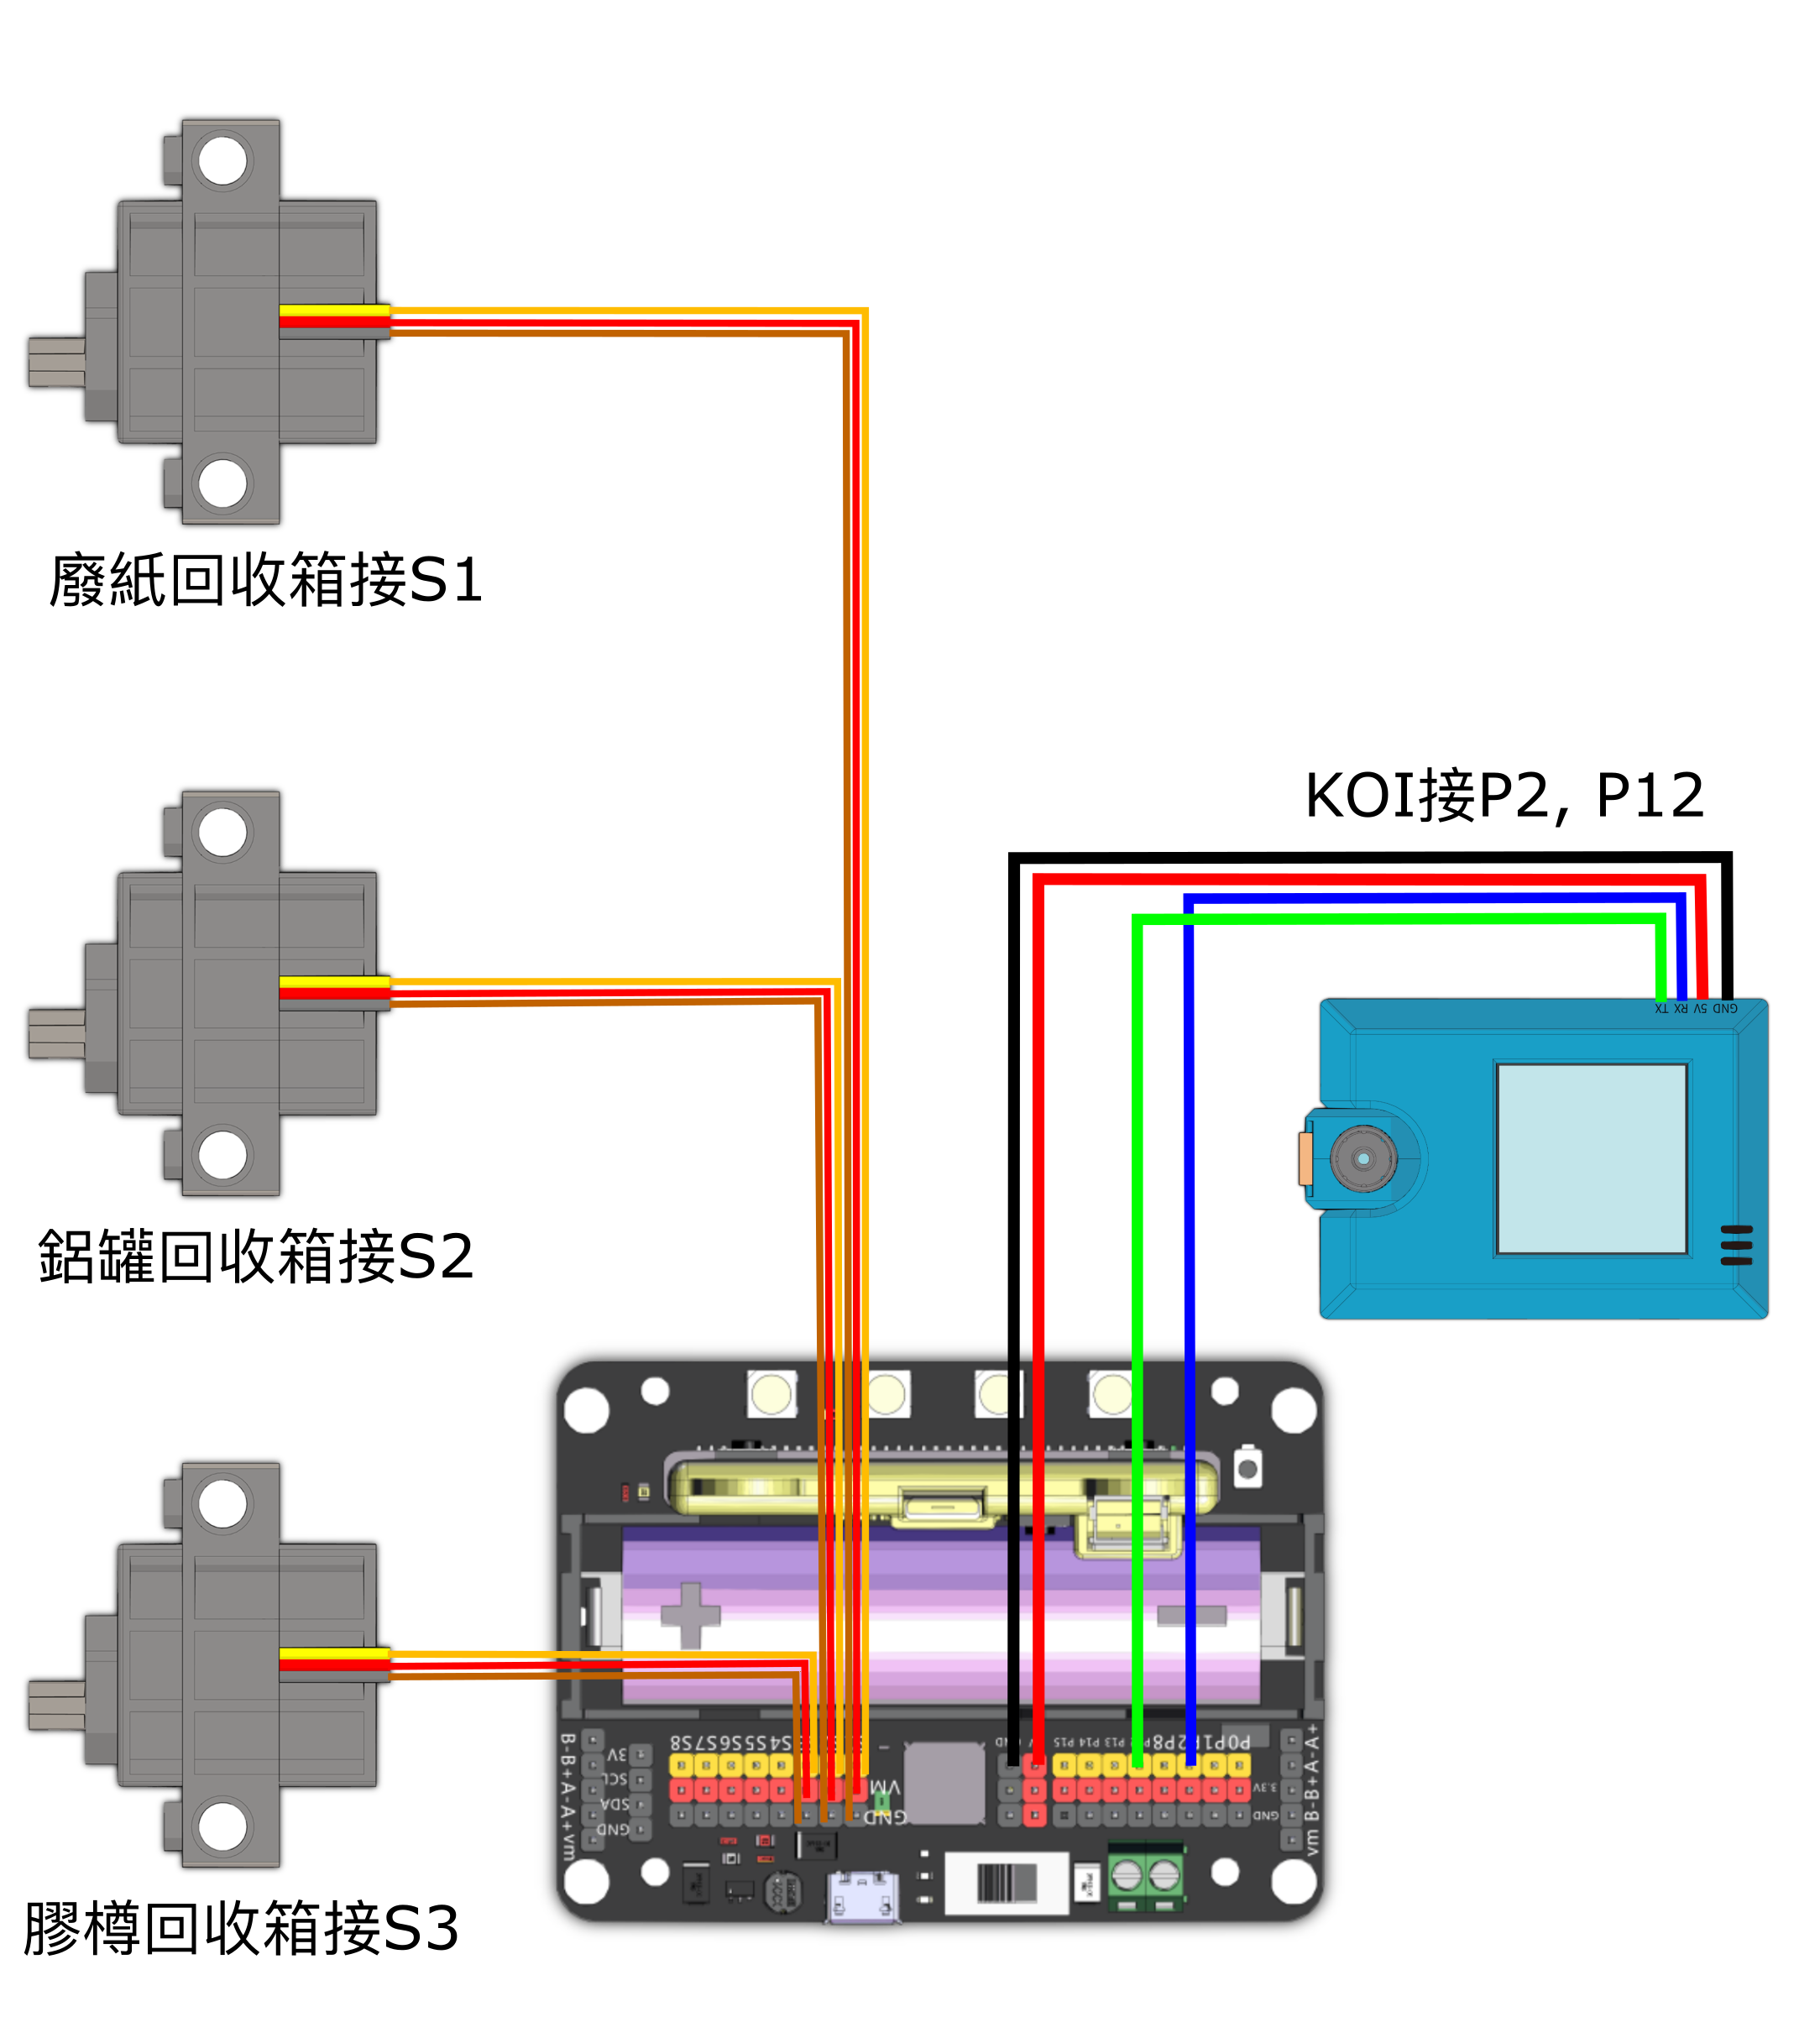 廢紙回收箱接S1
KOI接P2, P12
TX RX 5V GND
鋁罐回收箱接S2
S8 S7 S6 S5 S4
P15 P14 P13 P8 P2 P1 P0
3V
SCL
SDA
GND
VM
GND
3.3V
GND
B- B+ A- A+ vm
vm B- B+ A- A+
膠樽回收箱接S3